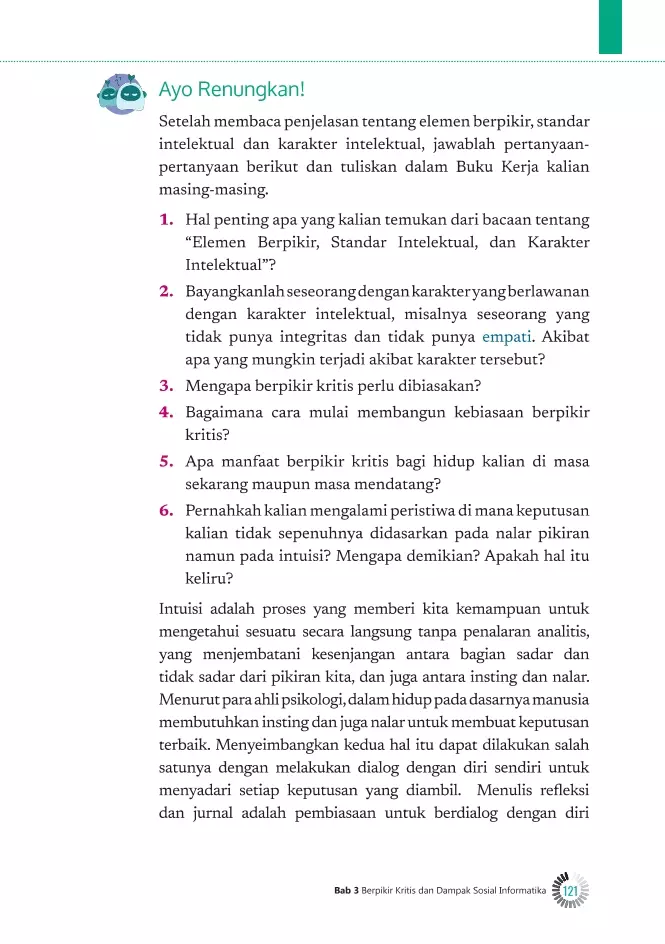 Ayo Renungkan!
Setelah membaca penjelasan tentang elemen berpikir, standar
intelektual dan karakter intelektual, jawablah pertanyaan-
pertanyaan berikut dan tuliskan dalam Buku Kerja kalian
masing-masing.
1. Hal penting apa yang kalian temukan dari bacaan tentang
“Elemen Berpikir, Standar Intelektual, dan Karakter
Intelektual”?
2. Bayangkanlah seseorang dengan karakter yang berlawanan
dengan karakter intelektual, misalnya seseorang yang
tidak punya integritas dan tidak punya empati. Akibat
apa yang mungkin terjadi akibat karakter tersebut?
3. Mengapa berpikir kritis perlu dibiasakan?
4. Bagaimana cara mulai membangun kebiasaan berpikir
kritis?
5. Apa manfaat berpikir kritis bagi hidup kalian di masa
sekarang maupun masa mendatang?
6. Pernahkah kalian mengalami peristiwa di mana keputusan
kalian tidak sepenuhnya didasarkan pada nalar pikiran
namun pada intuisi? Mengapa demikian? Apakah hal itu
keliru?
Intuisi adalah proses yang memberi kita kemampuan untuk
mengetahui sesuatu secara langsung tanpa penalaran analitis,
yang menjembatani kesenjangan antara bagian sadar dan
tidak sadar dari pikiran kita, dan juga antara insting dan nalar.
Menurut para ahli psikologi, dalam hidup pada dasarnya manusia
membutuhkan insting dan juga nalar untuk membuat keputusan
terbaik. Menyeimbangkan kedua hal itu dapat dilakukan salah
satunya dengan melakukan dialog dengan diri sendiri untuk
menyadari setiap keputusan yang diambil. Menulis refleksi
dan jurnal adalah pembiasaan untuk berdialog dengan diri
Bab 3 Berpikir Kritis dan Dampak Sosial Informatika 121